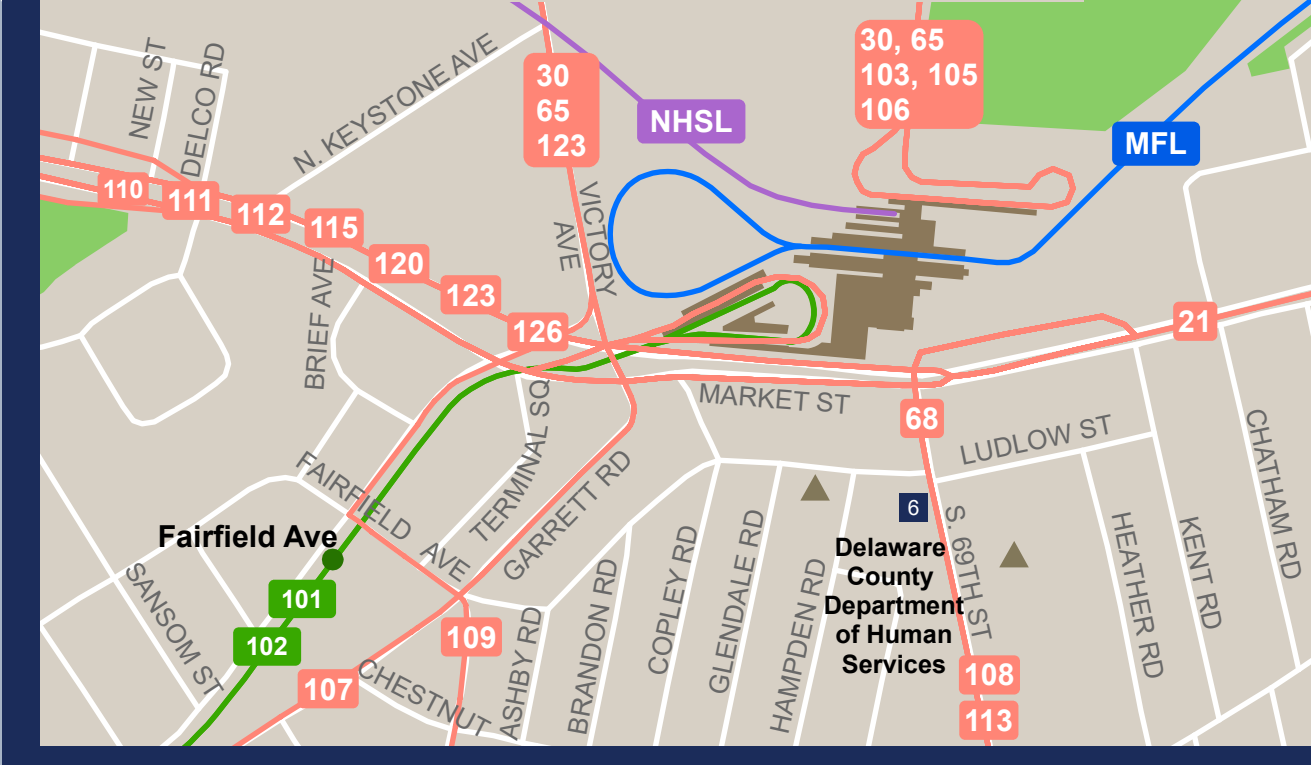 30, 65
103, 105
106
NEW ST
DELCO RD
N. KEYSTONE AVE
30
65
123
NHSL
MFL
110
111
112
115
120
123
126
VICTORY
AVE
BRIEF AVE
21
MARKET ST
68
LUDLOW ST
CHATHAM RD
FAIRFIELD AVE
TERMINAL SQ
GARRETT RD
Fairfield Ave
6
S. 69TH ST
Delaware
County
Department
of Human
Services
HEATHER RD
KENT RD
SANSOM ST
101
102
109
107
CHESTNUT
ASHBY RD
BRANDON RD
COPLEY RD
GLENDALE RD
HAMPDEN RD
108
113